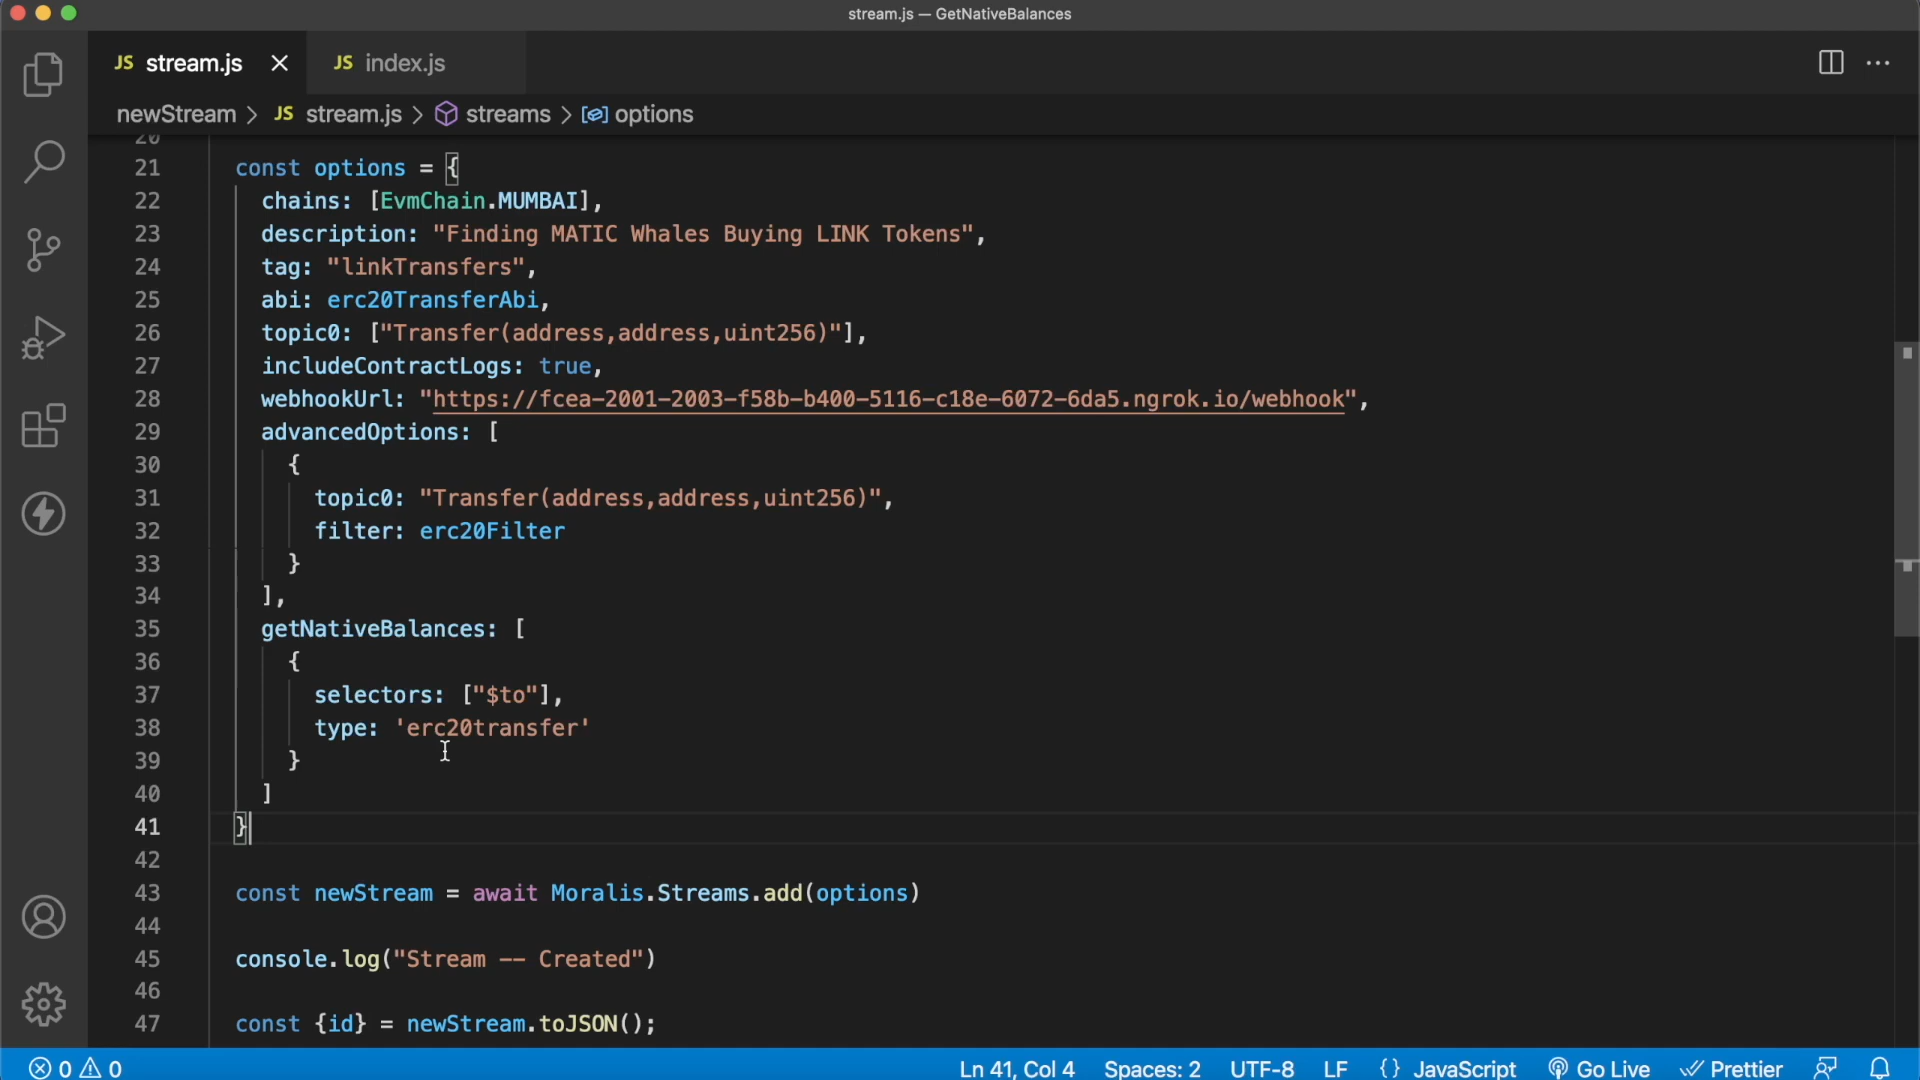 stream.js — GetNativeBalances
JS stream.js × JS index.js ···
newStream > JS stream.js > streams > options
20
21 const options = {
22 chains: [EvmChain.MUMBAI],
23 description: "Finding MATIC Whales Buying LINK Tokens",
24 tag: "linkTransfers",
25 abi: erc20TransferAbi,
26 topic0: ["Transfer(address,address,uint256)"],
27 includeContractLogs: true,
28 webhookUrl: "https://fcea-2001-2003-f58b-b400-5116-c18e-6072-6da5.ngrok.io/webhook",
29 advancedOptions: [
30 {
31 topic0: "Transfer(address,address,uint256)",
32 filter: erc20Filter
33 }
34 ],
35 getNativeBalances: [
36 {
37 selectors: ["$to"],
38 type: 'erc20transfer'
39 }
40 ]
41 }
42
43 const newStream = await Moralis.Streams.add(options)
44
45 console.log("Stream -- Created")
46
47 const {id} = newStream.toJSON();
0 0 Ln 41, Col 4 Spaces: 2 UTF-8 LF {} JavaScript Go Live Prettier